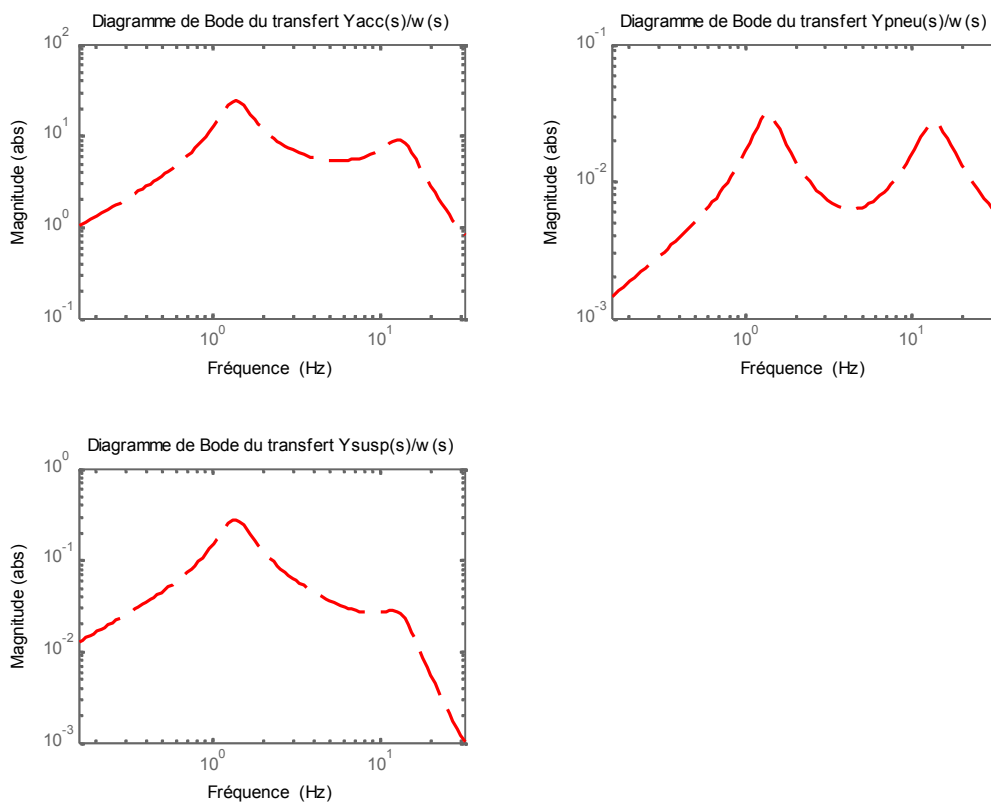 Diagramme de Bode du transfert Yacc(s)/w (s)
10^2
10^1
10^0
10^-1
Magnitude (abs)
10^0
10^1
Fréquence (Hz)
Diagramme de Bode du transfert Ypneu(s)/w (s)
10^-1
10^-2
10^-3
Magnitude (abs)
10^0
10^1
Fréquence (Hz)
Diagramme de Bode du transfert Ysusp(s)/w (s)
10^0
10^-1
10^-2
10^-3
Magnitude (abs)
10^0
10^1
Fréquence (Hz)